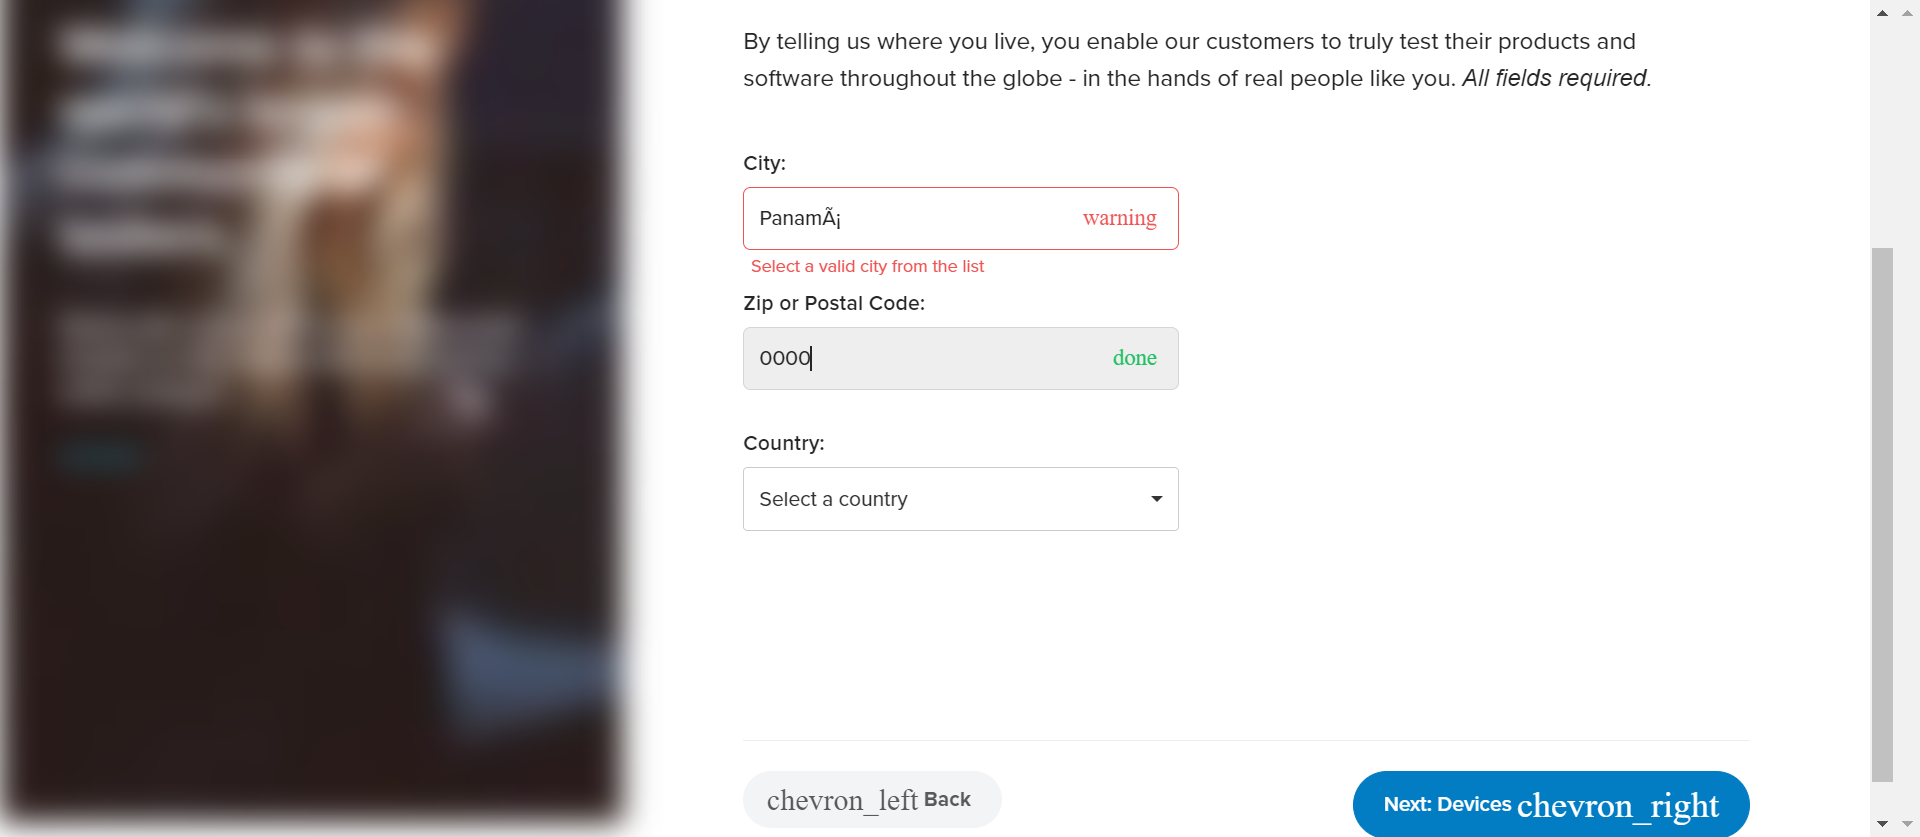 By telling us where you live, you enable our customers to truly test their products and
software throughout the globe - in the hands of real people like you. All fields required.
City:
PanamÃ¡ warning
Select a valid city from the list
Zip or Postal Code:
0000 done
Country:
Select a country
chevron_left Back
Next: Devices chevron_right